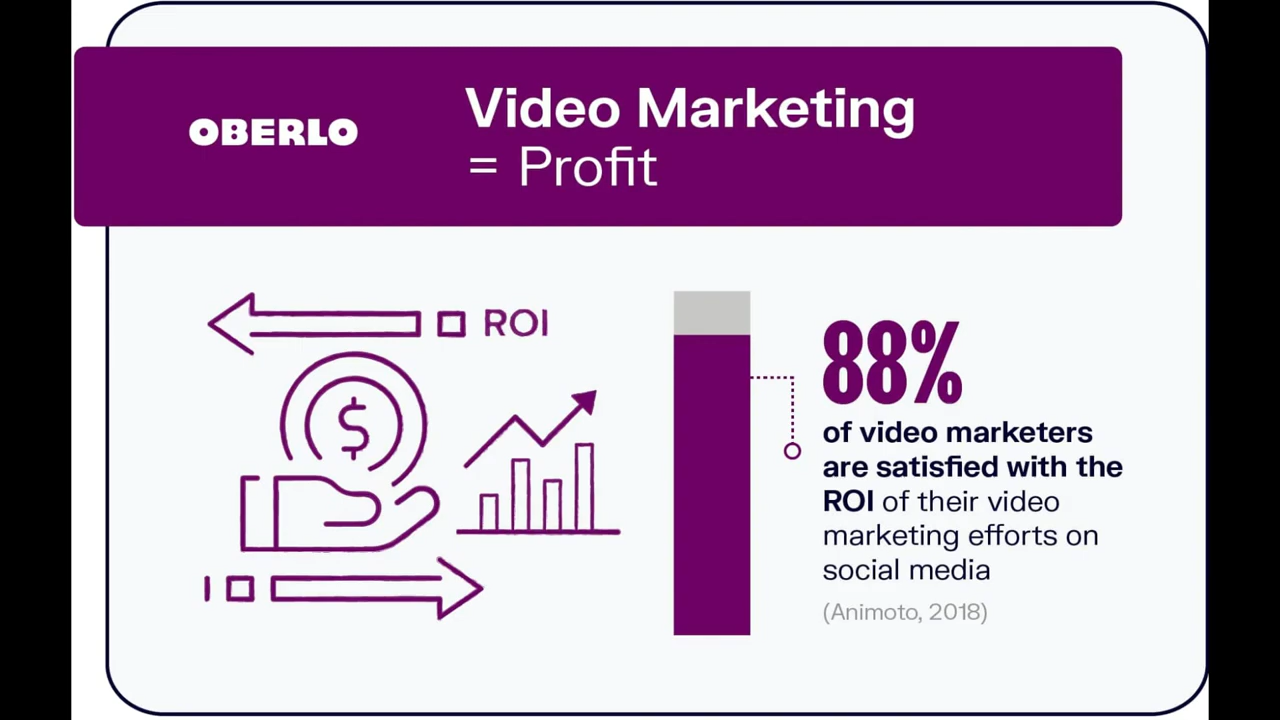 OBERLO
Video Marketing
= Profit
ROI
$
88%
of video marketers
are satisfied with the
ROI of their video
marketing efforts on
social media
(Animoto, 2018)